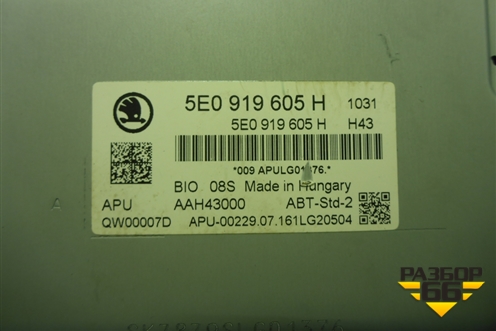 5E0 919 605 H 1031
5E0 919 605 H H43
BIO 08S Made in Hungary
APU AAH43000 ABT-Std-2
QW00007D APU-00229.07.161LG20504
РАЗБОР
66